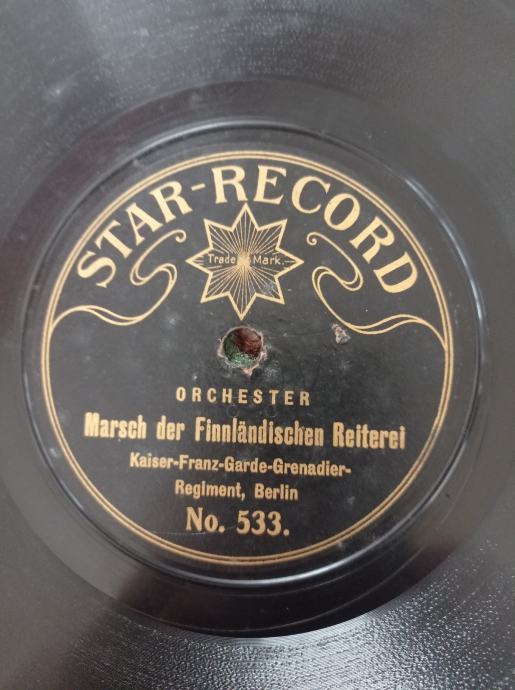 STAR-RECORD
Trade Mark.
ORCHESTER
Marsch der Finnländischen Reiterei
Kaiser-Franz-Garde-Grenadier-
Regiment, Berlin
No. 533.